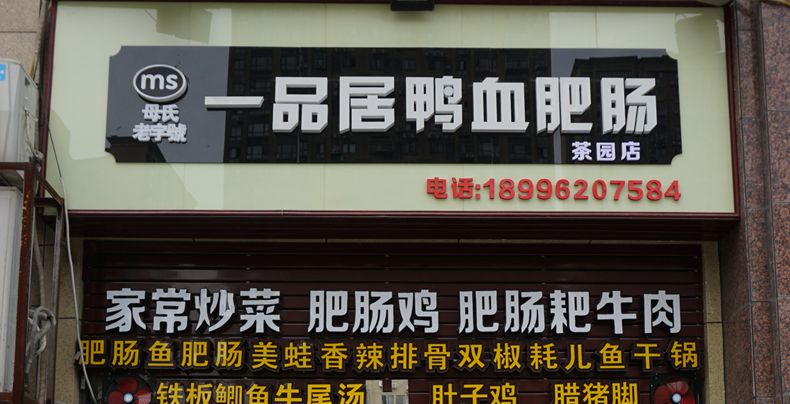 ms
母氏
老字號
一品居鸭血肥肠
茶园店
电话:18996207584
家常炒菜 肥肠鸡 肥肠耙牛肉
肥肠鱼肥肠美蛙香辣排骨双椒耗儿鱼干锅
铁板鲫鱼牛尾汤 肚子鸡 腊猪脚